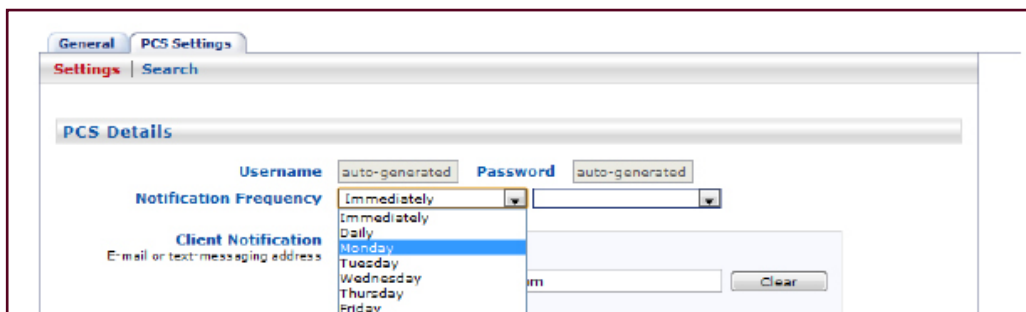 General PCS Settings
Settings | Search
PCS Details
Username auto-generated Password auto-generated
Notification Frequency Immediately
Immediately
Daily
Client Notification
Monday
E-mail or text-messaging address
Tuesday
Wednesday
om Clear
Thursday
Friday